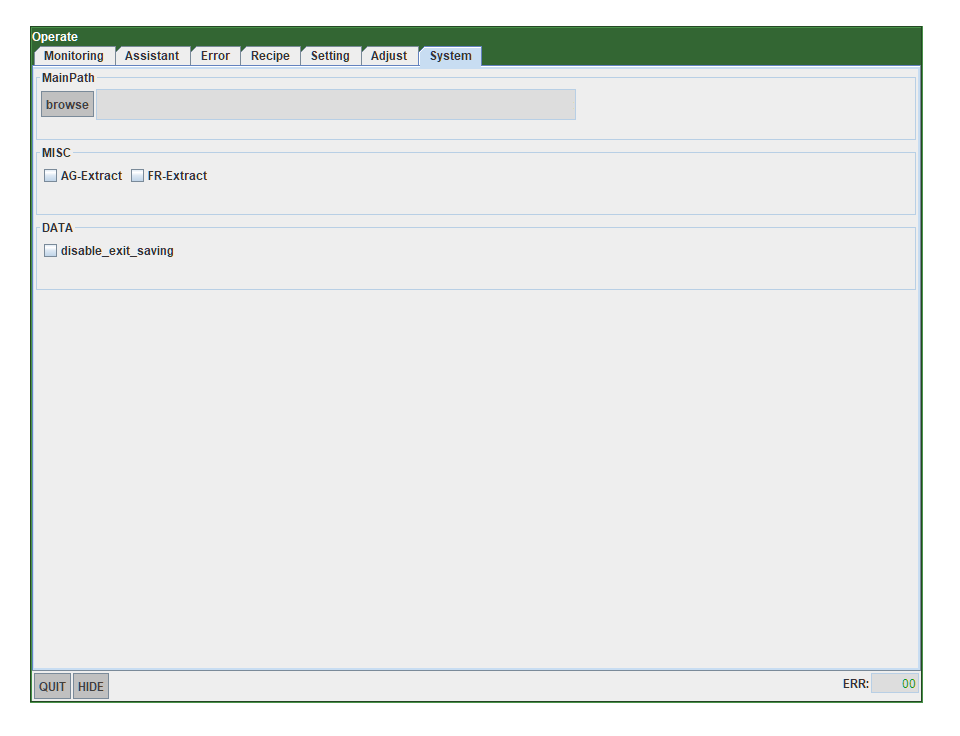 Operate
Monitoring Assistant Error Recipe Setting Adjust System
MainPath
browse
MISC
AG-Extract FR-Extract
DATA
disable_exit_saving
QUIT HIDE ERR: 00